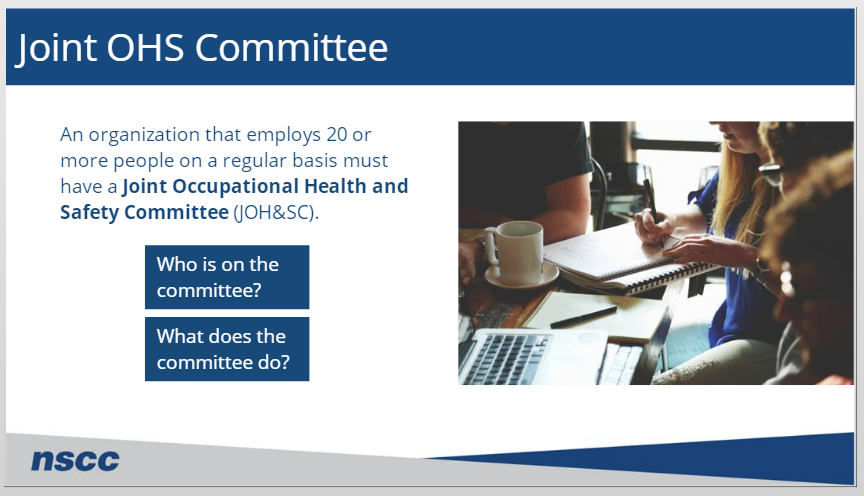 Joint OHS Committee
An organization that employs 20 or
more people on a regular basis must
have a Joint Occupational Health and
Safety Committee (JOH&SC).
Who is on the
committee?
What does the
committee do?
nscc